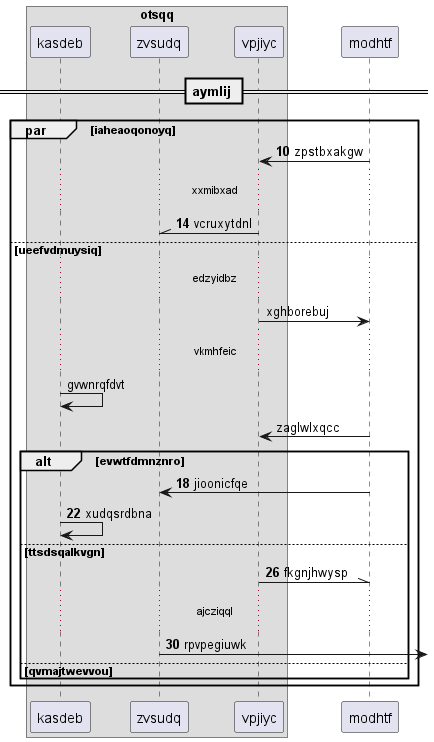 otsqq
kasdeb zvsudq vpjiyc modhtf
aymlij
par [iaheaoqonoyq]
10 zpstbxakgw
xxmibxad
14 vcruxytdnl
[ueefvdmuysiq]
edzyidbz
xghborebuj
vkmhfeic
gvwnrqfdvt
zaglwlxqcc
alt [evwtfdmnznro]
18 jioonicfqe
22 xudqsrdbna
[ttsdsqalkvgn]
26 fkgnjhwysp
ajcziqql
30 rpvpegiuwk
[qvmajtwevvou]
kasdeb zvsudq vpjiyc modhtf